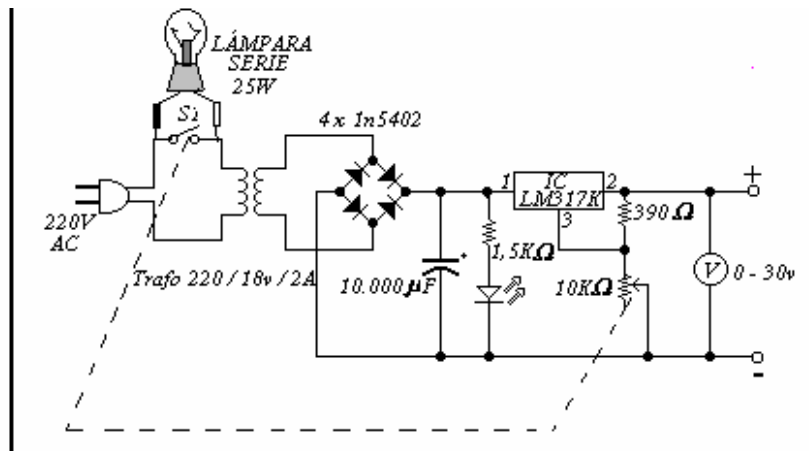 LÁMPARA
SERIE
25W
S1
4 x 1n5402
220V
AC
Trafo 220 / 18v / 2A
10.000 µF
+
1,5KΩ
1
IC
LM317K
2
3
390 Ω
10KΩ
+
V
0 - 30v
-